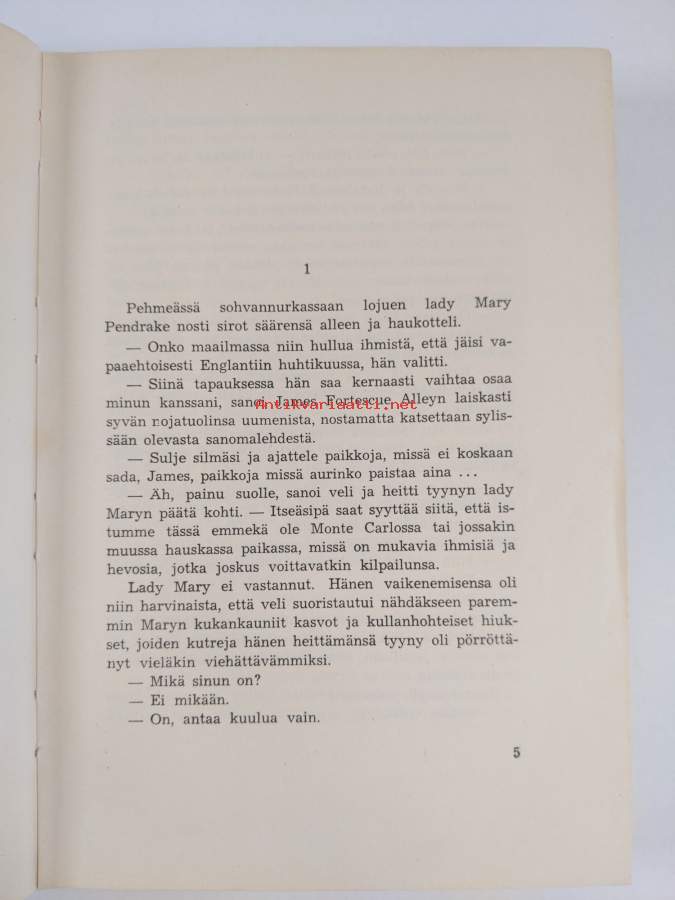 1
Pehmeässä sohvannurkassaan lojuen lady Mary
Pendrake nosti sirot säärensä alleen ja haukotteli.
— Onko maailmassa niin hullua ihmistä, että jäisi va-
paaehtoisesti Englantiin huhtikuussa, hän valitti.
— Siinä tapauksessa hän saa kernaasti vaihtaa osaa
minun kanssani, sanoi James Fortescue Alleyn laiskasti
Antikvariaatti.net
syvän nojatuolinsa uumenista, nostamatta katsettaan sylis-
sään olevasta sanomalehdestä.
— Sulje silmäsi ja ajattele paikkoja, missä ei koskaan
sada, James, paikkoja missä aurinko paistaa aina ...
— Äh, painu suolle, sanoi veli ja heitti tyynyn lady
Maryn päätä kohti. — Itseäsipä saat syyttää siitä, että is-
tumme tässä emmekä ole Monte Carlossa tai jossakin
muussa hauskassa paikassa, missä on mukavia ihmisiä ja
hevosia, jotka joskus voittavatkin kilpailunsa.
Lady Mary ei vastannut. Hänen vaikenemisensa oli
niin harvinaista, että veli suoristautui nähdäkseen parem-
min Maryn kukankauniit kasvot ja kullanhohteiset hiuk-
set, joiden kutreja hänen heittämänsä tyyny oli pörröttä-
nyt vieläkin viehättävämmiksi.
— Mikä sinun on?
— Ei mikään.
— On, antaa kuulua vain.
5